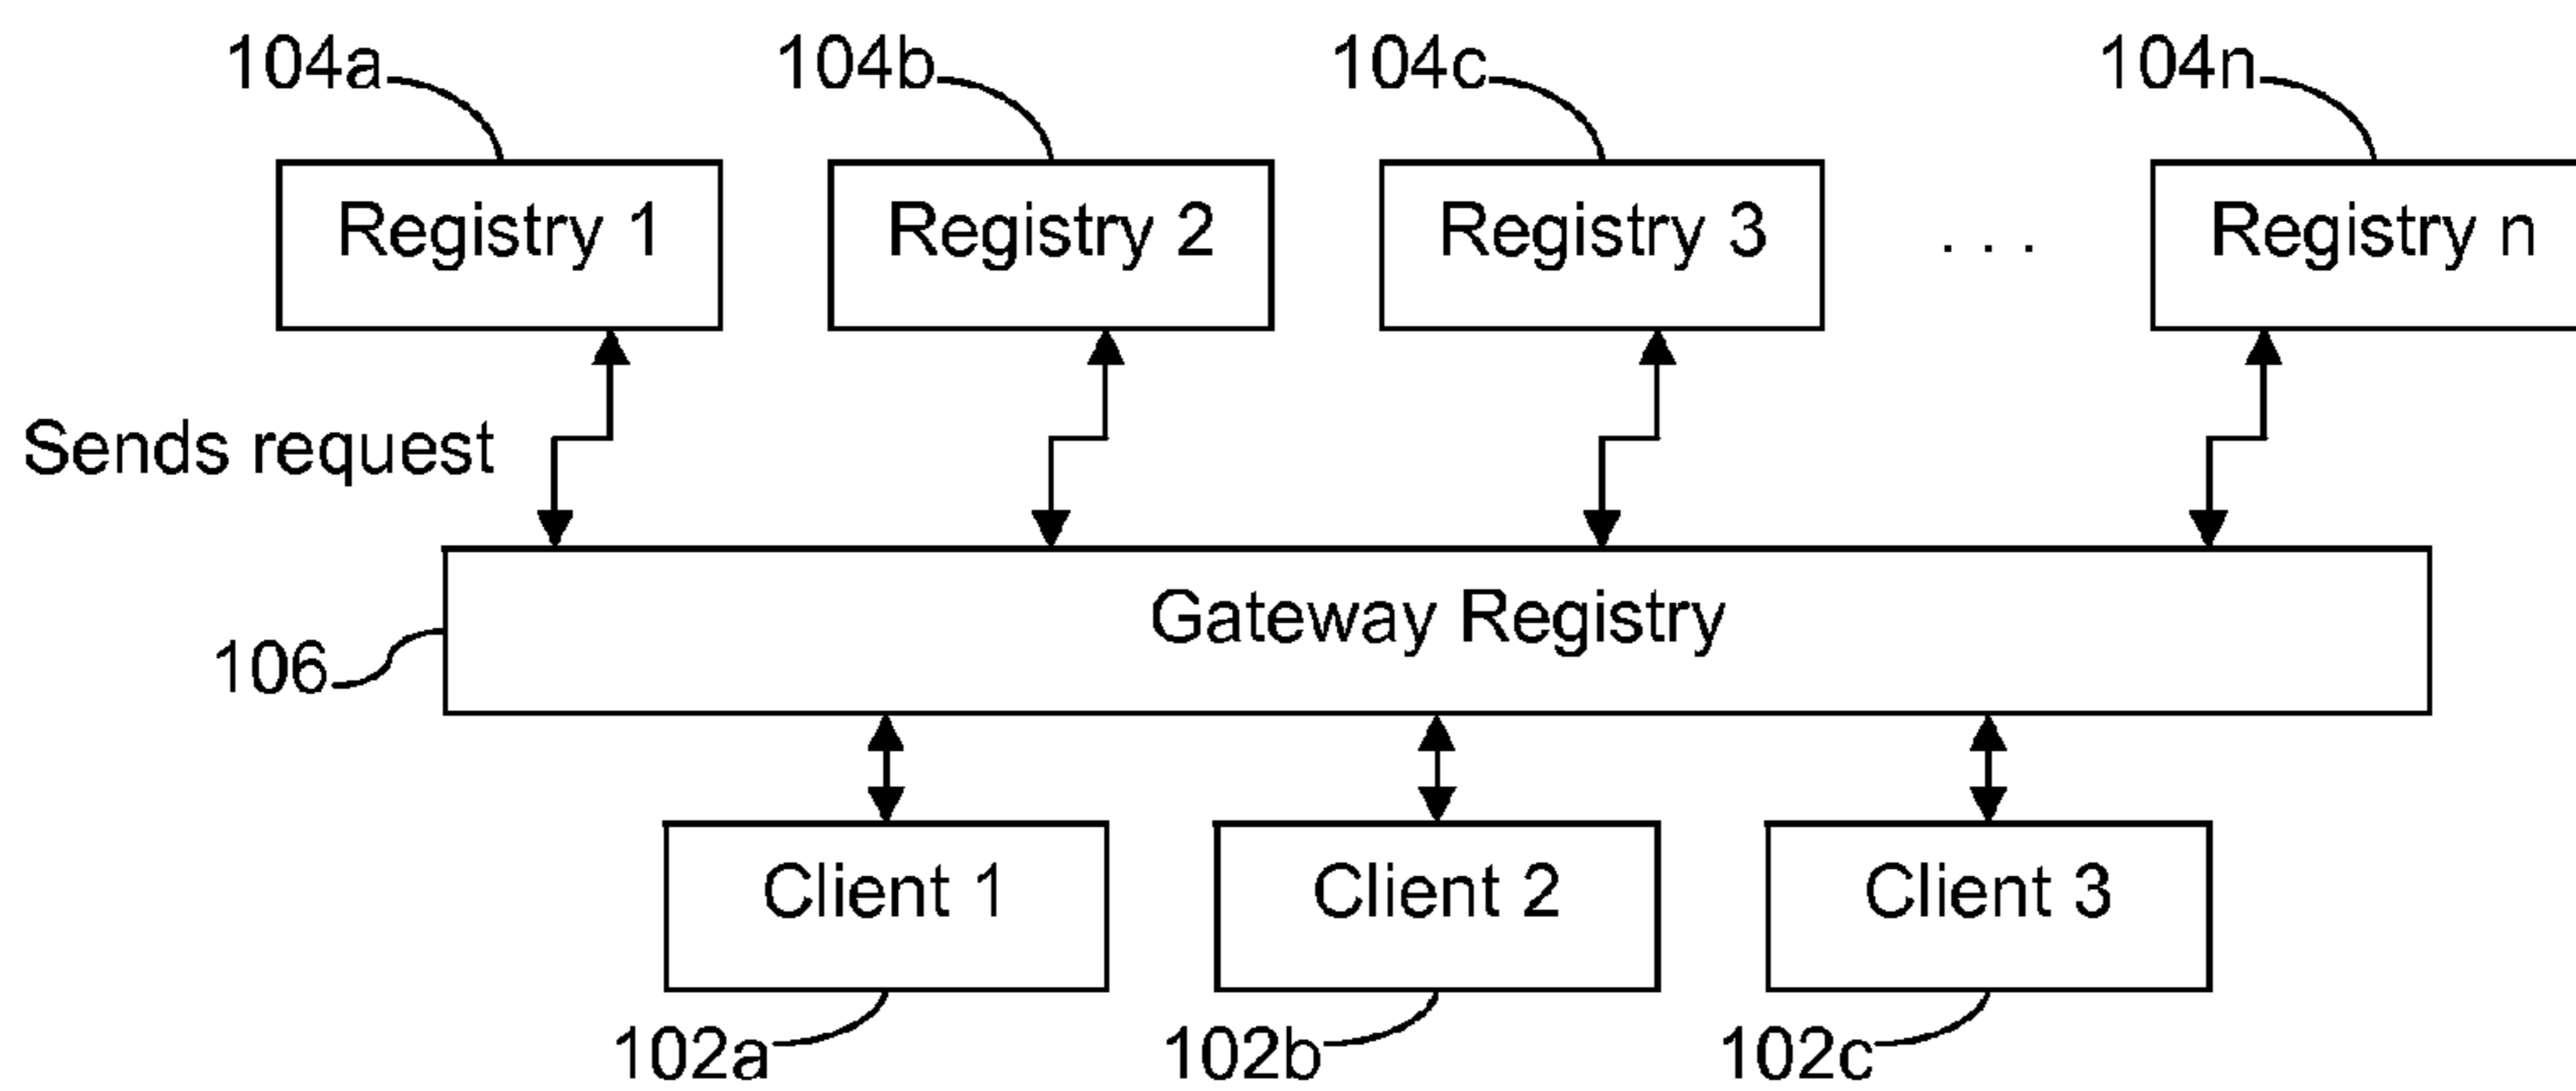 104a 104b 104c 104n
Registry 1 Registry 2 Registry 3 . . . Registry n
Sends request
Gateway Registry
106
Client 1 Client 2 Client 3
102a 102b 102c